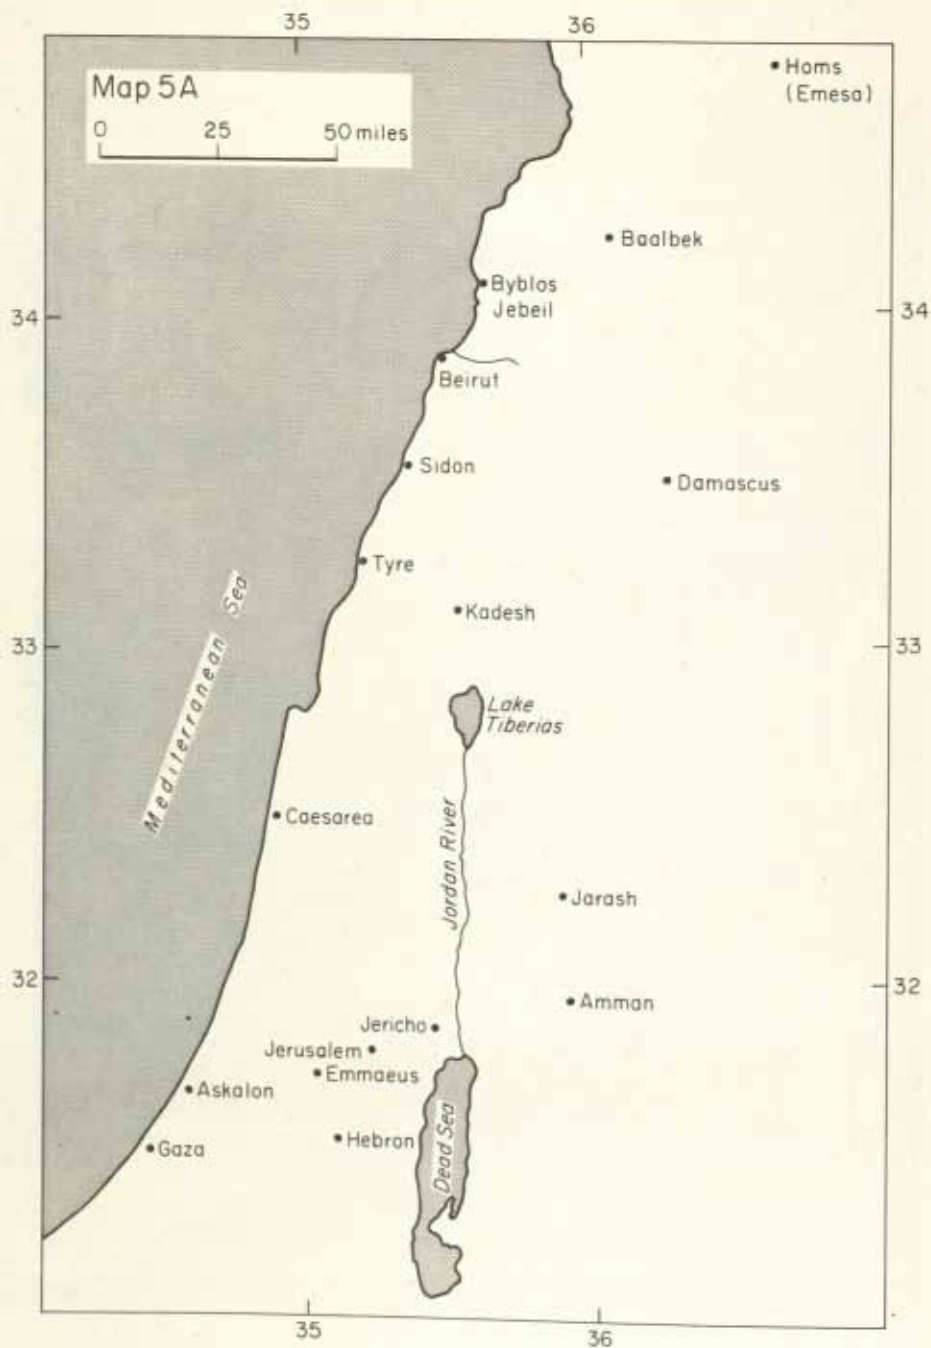 35
36
Map 5A
0 25 50 miles
Homs
(Emesa)
Baalbek
Byblos
Jebeil
34
34
Beirut
Sidon
Damascus
Tyre
Kadesh
Mediterranean Sea
33
33
Lake
Tiberias
Caesarea
Jordan River
Jarash
32
32
Amman
Jericho
Jerusalem
Emmaeus
Askalon
Hebron
Gaza
Dead Sea
35
36